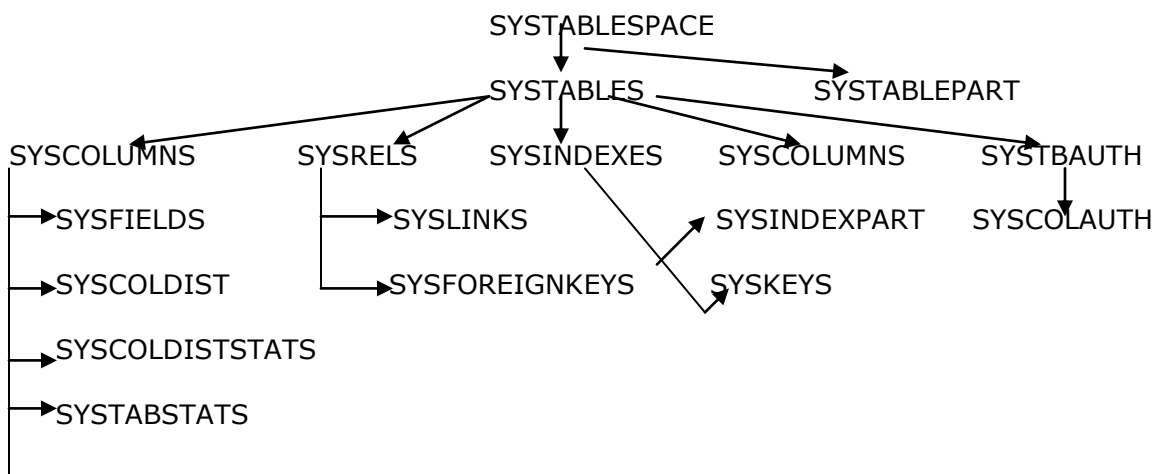 SYSTABLESPACE
SYSTABLES SYSTABLEPART
SYSCOLUMNS SYSRELS SYSINDEXES SYSCOLUMNS SYSTBAUTH
SYSFIELDS SYSLINKS SYSINDEXPART SYSCOLAUTH
SYSCOLDIST SYSFOREIGNKEYS SYSKEYS
SYSCOLDISTSTATS
SYSTABSTATS